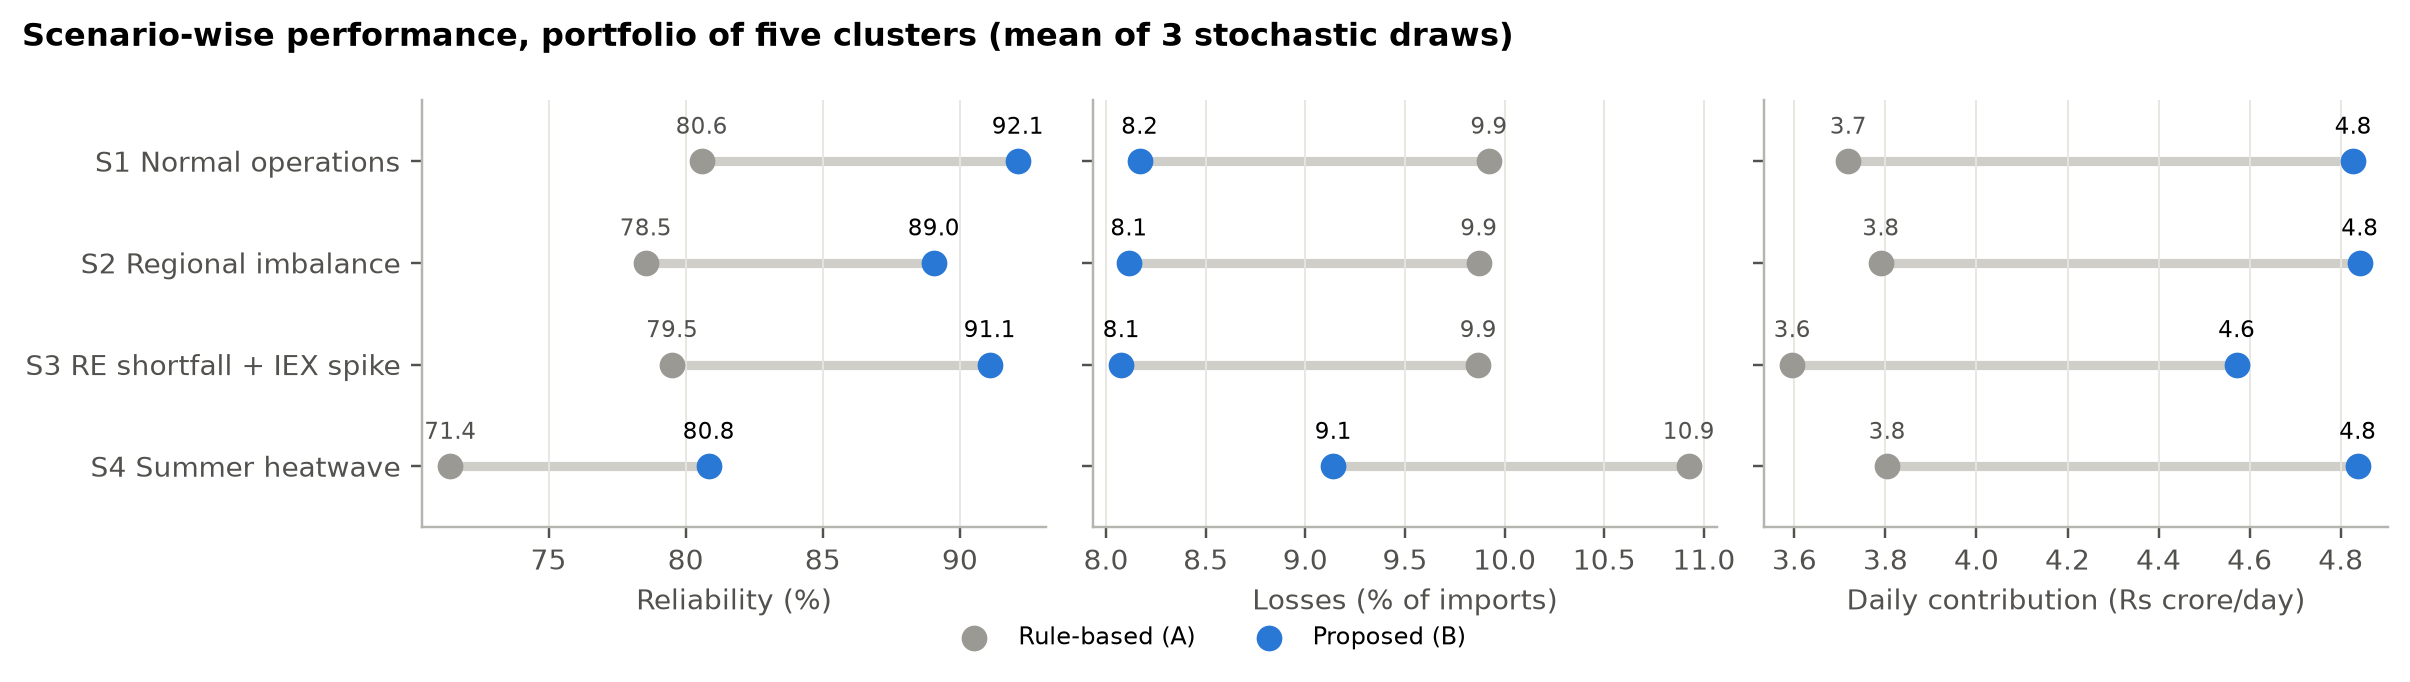 Scenario-wise performance, portfolio of five clusters (mean of 3 stochastic draws)
80.6 92.1 8.2 9.9 3.7 4.8
S1 Normal operations
78.5 89.0 8.1 9.9 3.8 4.8
S2 Regional imbalance
79.5 91.1 8.1 9.9 3.6 4.6
S3 RE shortfall + IEX spike
71.4 80.8 9.1 10.9 3.8 4.8
S4 Summer heatwave
75 80 85 90 8.0 8.5 9.0 9.5 10.0 10.5 11.0 3.6 3.8 4.0 4.2 4.4 4.6 4.8
Reliability (%) Losses (% of imports) Daily contribution (Rs crore/day)
Rule-based (A) Proposed (B)